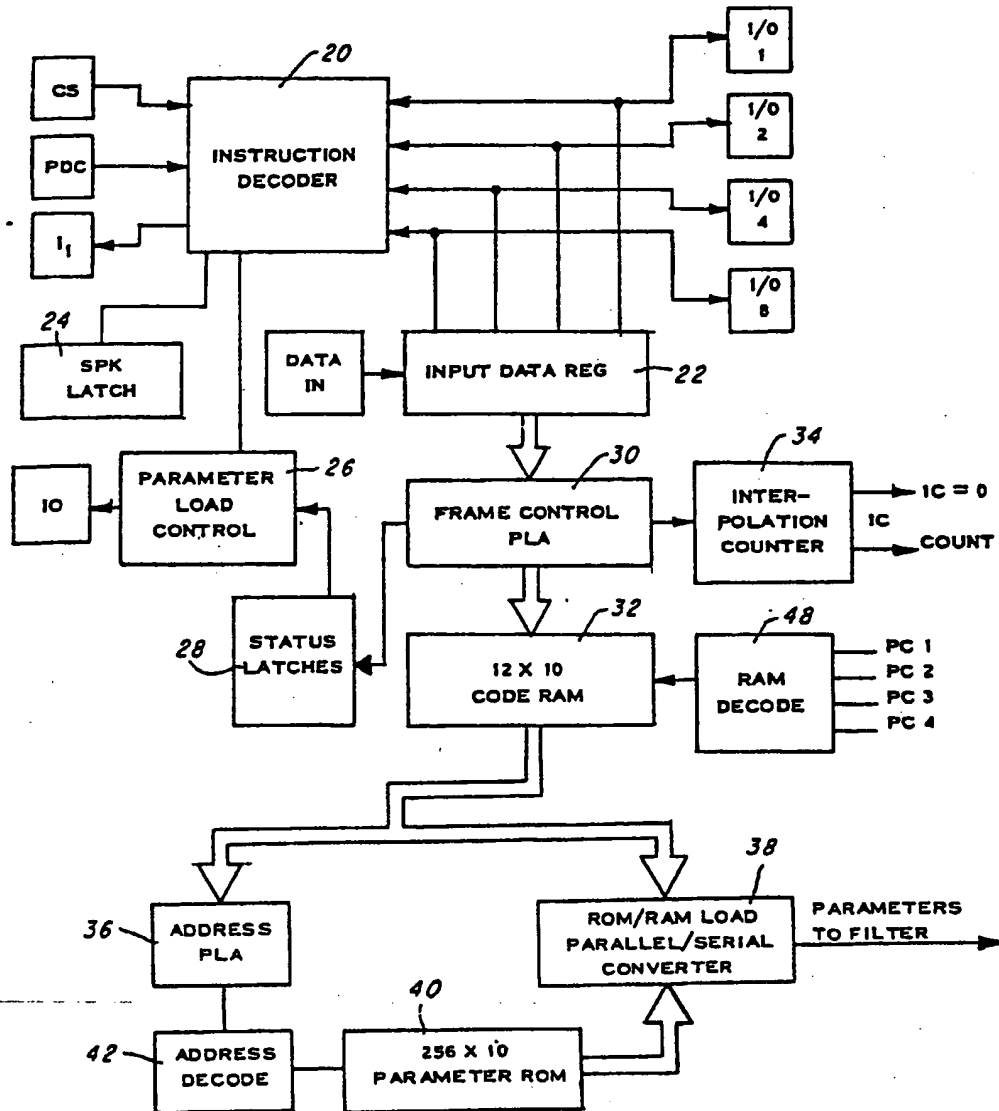 20
CS
PDC
I1
INSTRUCTION
DECODER
I/O
1
I/O
2
I/O
4
I/O
8
24
SPK
LATCH
DATA
IN
INPUT DATA REG
22
IO
PARAMETER
LOAD
CONTROL
26
30
FRAME CONTROL
PLA
34
INTER-
POLATION
COUNTER
IC = 0
IC
COUNT
28
STATUS
LATCHES
32
12 X 10
CODE RAM
48
RAM
DECODE
PC 1
PC 2
PC 3
PC 4
36
ADDRESS
PLA
38
ROM/RAM LOAD
PARALLEL/SERIAL
CONVERTER
PARAMETERS
TO FILTER
42
ADDRESS
DECODE
40
256 X 10
PARAMETER ROM